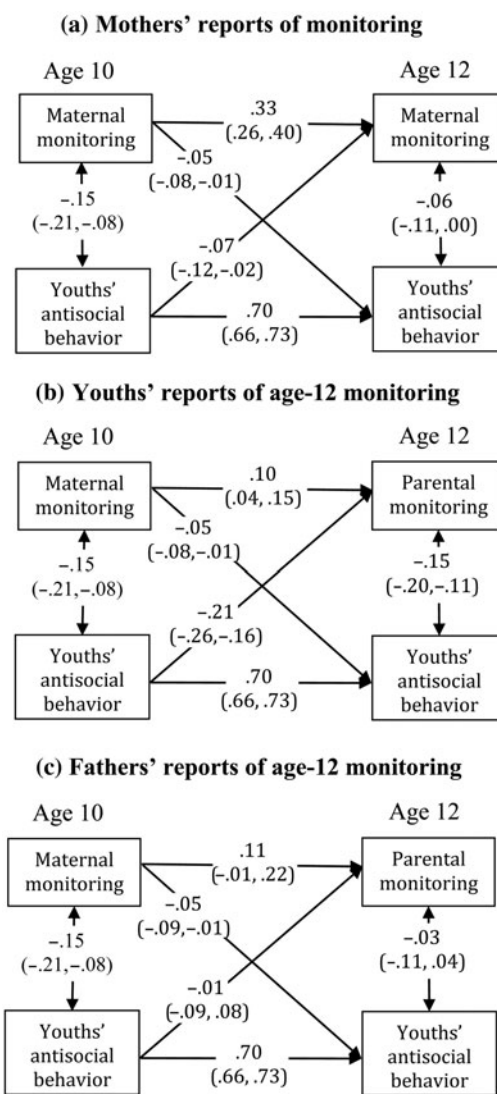 (a) Mothers’ reports of monitoring
Age 10 Age 12
Maternal monitoring .33 (.26, .40) Maternal monitoring
–.05 (–.08, –.01)
–.15 (–.21, –.08) –.06 (–.11, .00)
–.07 (–.12, –.02)
Youths’ antisocial behavior .70 (.66, .73) Youths’ antisocial behavior
(b) Youths’ reports of age-12 monitoring
Age 10 Age 12
Maternal monitoring .10 (.04, .15) Parental monitoring
–.05 (–.08, –.01)
–.15 (–.21, –.08) –.15 (–.20, –.11)
–.21 (–.26, –.16)
Youths’ antisocial behavior .70 (.66, .73) Youths’ antisocial behavior
(c) Fathers’ reports of age-12 monitoring
Age 10 Age 12
Maternal monitoring .11 (–.01, .22) Parental monitoring
–.05 (–.09, –.01)
–.15 (–.21, –.08) –.03 (–.11, .04)
–.01 (–.09, .08)
Youths’ antisocial behavior .70 (.66, .73) Youths’ antisocial behavior